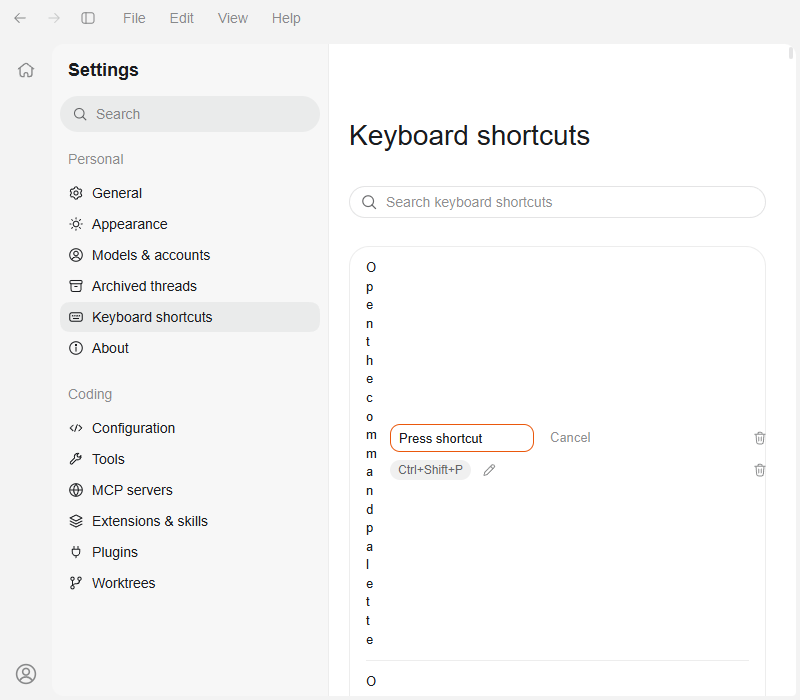 File Edit View Help
Settings
Search
Personal
General
Appearance
Models & accounts
Archived threads
Keyboard shortcuts
About
Coding
Configuration
Tools
MCP servers
Extensions & skills
Plugins
Worktrees
Keyboard shortcuts
Search keyboard shortcuts
O
p
e
n
t
h
e
c
o
m
m
a
n
d
p
a
l
e
t
t
e
Press shortcut Cancel
Ctrl+Shift+P
O